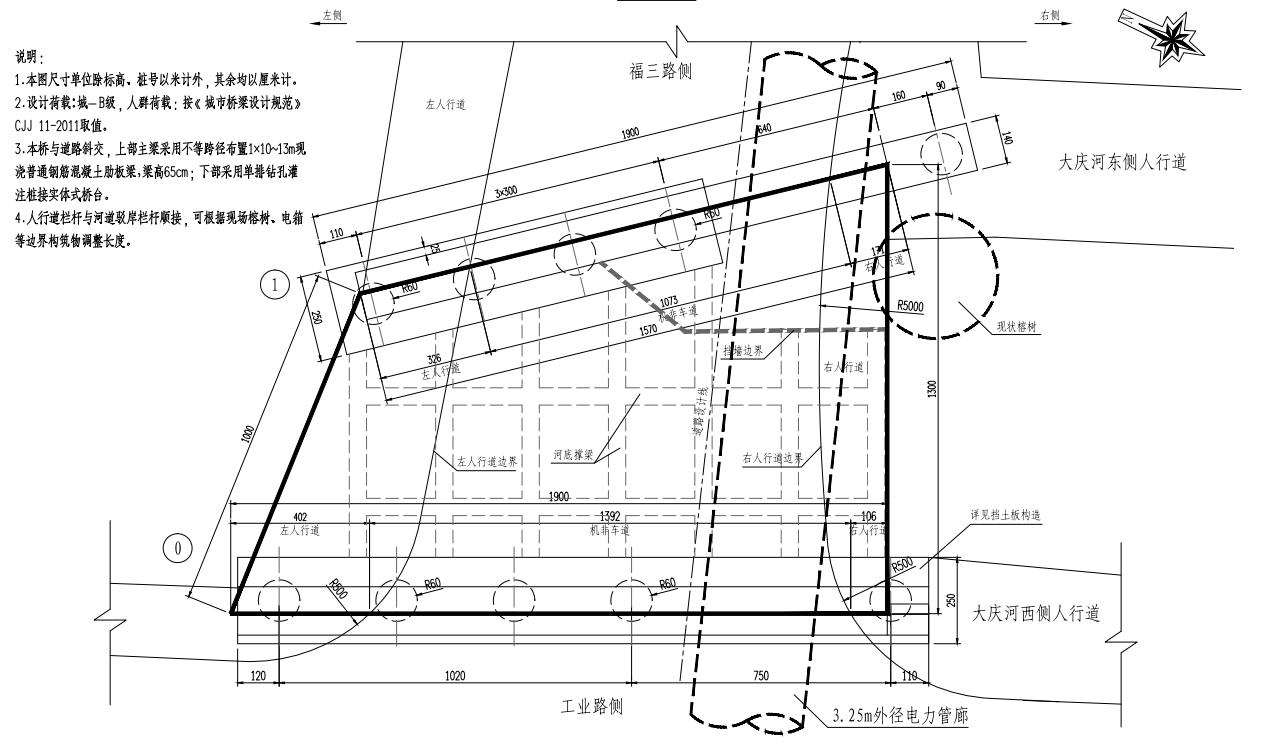 左侧
右侧
N
说明：
1.本图尺寸单位除标高、桩号以米计外，其余均以厘米计。
2.设计荷载：城—B级，人群荷载：按《城市桥梁设计规范》
CJJ 11-2011取值。
3.本桥与道路斜交，上部主梁采用不等跨径布置1×10~13m现
浇普通钢筋混凝土肋板梁，梁高65cm；下部采用单排钻孔灌
注桩接实体式桥台。
4.人行道栏杆与河道驳岸栏杆顺接，可根据现场榕树、电箱
等边界构筑物调整长度。
福三路侧
左人行道
160
90
640
1900
140
大庆河东侧人行道
3×300
110
R60
25
右人行道
1
R60
250
1073
机非车道
R5000
1570
现状榕树
挡墙边界
326
左人行道
右人行道
1300
道路设计线
1000
左人行道边界
河底撑梁
右人行道边界
1900
402
1392
106
左人行道
机非车道
右人行道
详见挡土板构造
0
R500
R60
R60
R500
250
大庆河西侧人行道
120
1020
750
110
工业路侧
3.25m外径电力管廊